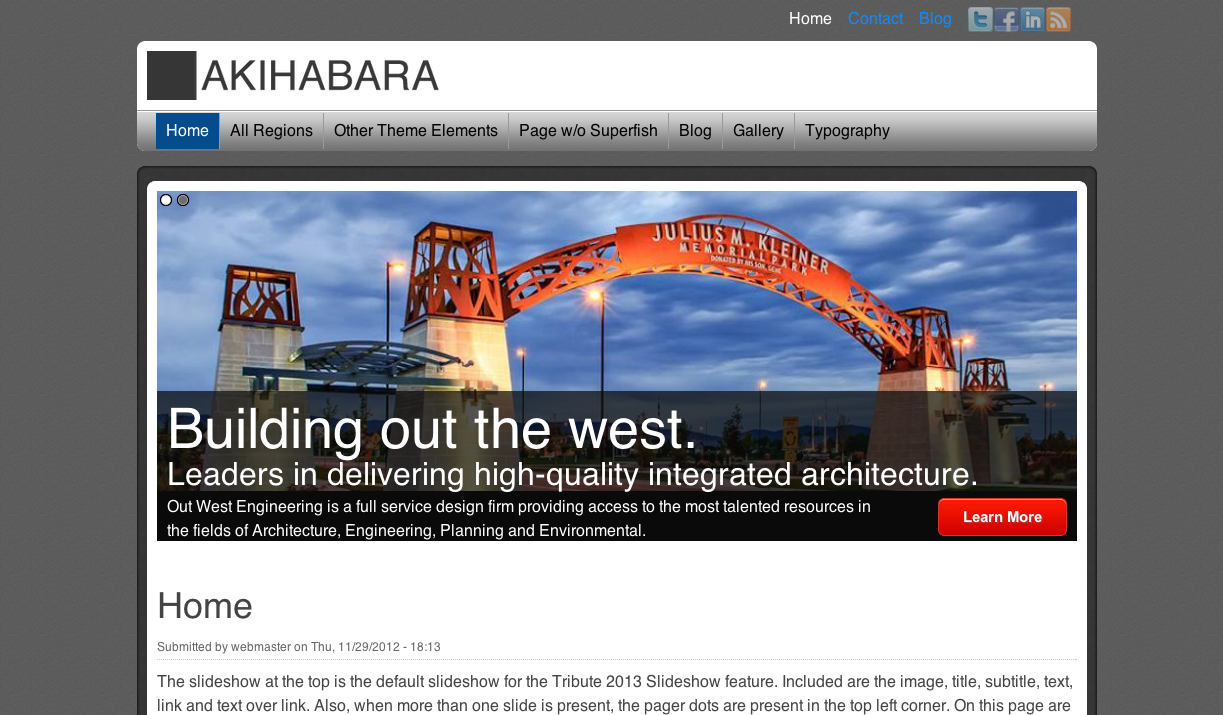 Home Contact Blog
AKIHABARA
Home All Regions Other Theme Elements Page w/o Superfish Blog Gallery Typography
JULIUS M. KLEINER
MEMORIAL PARK
DONATED BY HIS SON, GENE
Building out the west.
Leaders in delivering high-quality integrated architecture.
Out West Engineering is a full service design firm providing access to the most talented resources in
the fields of Architecture, Engineering, Planning and Environmental.
Learn More
Home
Submitted by webmaster on Thu, 11/29/2012 - 18:13
The slideshow at the top is the default slideshow for the Tribute 2013 Slideshow feature. Included are the image, title, subtitle, text,
link and text over link. Also, when more than one slide is present, the pager dots are present in the top left corner. On this page are